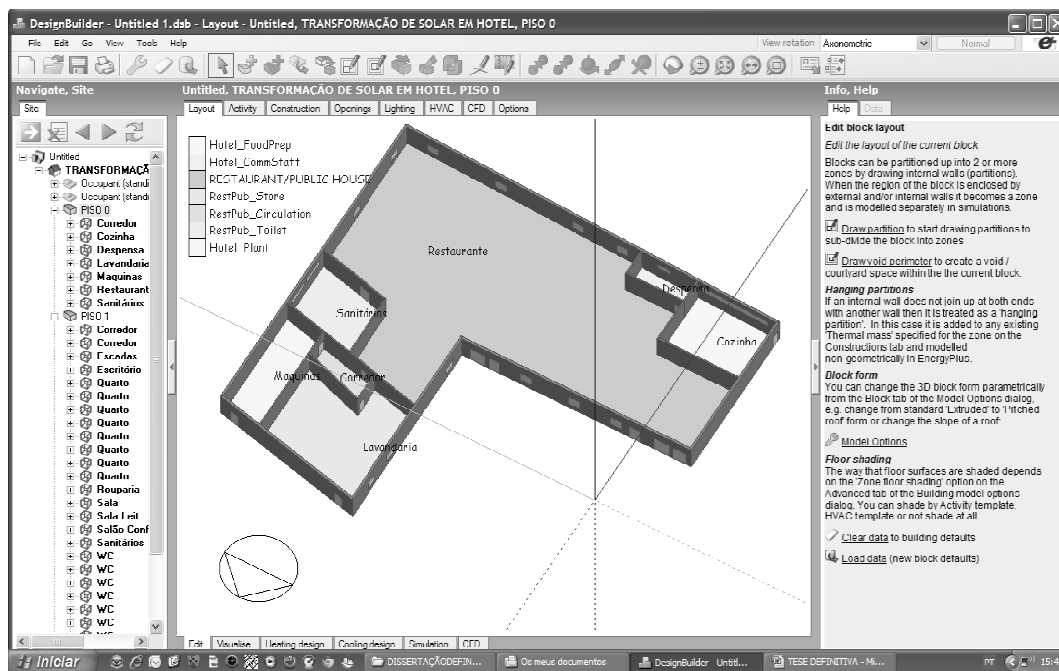 DesignBuilder - Untitled 1.dsb - Layout - Untitled, TRANSFORMAÇÃO DE SOLAR EM HOTEL, PISO 0
File Edit Go View Tools Help
View rotation Axonometric Normal
Navigate, Site
Site
Untitled
TRANSFORMAÇÃ
Occupant (standi
Occupant (standi
PISO 0
Corredor
Cozinha
Despensa
Lavandaria
Maquinas
Restaurant
Sanitários
PISO 1
Corredor
Corredor
Escadas
Escritório
Quarto
Quarto
Quarto
Quarto
Quarto
Quarto
Quarto
Rouparia
Sala
Sala Leit
Salão Conf
Sanitários
WC
WC
WC
WC
WC
WC
WC
Untitled, TRANSFORMAÇÃO DE SOLAR EM HOTEL, PISO 0
Layout Activity Construction Openings Lighting HVAC CFD Options
Hotel_FoodPrep
Hotel_CommStaff
RESTAURANT/PUBLIC HOUSE
RestPub_Store
RestPub_Circulation
RestPub_Toilet
Hotel_Plant
Restaurante
Despensa
Sanitários
Cozinha
Maquinas
Corredor
Lavandaria
Edit Visualise Heating design Cooling design Simulation CFD
Info, Help
Help Data
Edit block layout
Edit the layout of the current block
Blocks can be partitioned up into 2 or more
zones by drawing internal walls (partitions).
When the region of the block is enclosed by
external and/or internal walls it becomes a zone
and is modelled separately in simulations.
Draw partition to start drawing partitions to
sub-divide the block into zones
Draw void perimeter to create a void /
courtyard space within the the current block.
Hanging partitions
If an internal wall does not join up at both ends
with another wall then it is treated as a 'hanging
partition'. In this case it is added to any existing
'Thermal mass' specified for the zone on the
Constructions tab and modelled
non-geometrically in EnergyPlus.
Block form
You can change the 3D block form parametrically
from the Block tab of the Model Options dialog,
e.g. change from standard 'Extruded' to 'Pitched
roof' form or change the slope of a roof.
Model Options
Floor shading
The way that floor surfaces are shaded depends
on the 'Zone floor shading' option on the
Advanced tab of the Building model options
dialog. You can shade by Activity template,
HVAC template or not shade at all.
Clear data to building defaults
Load data (new block defaults)
Iniciar DISSERTAÇÃODEFIN... Os meus documentos DesignBuilder Untitl... TESE DEFINITIVA - Mi... PT